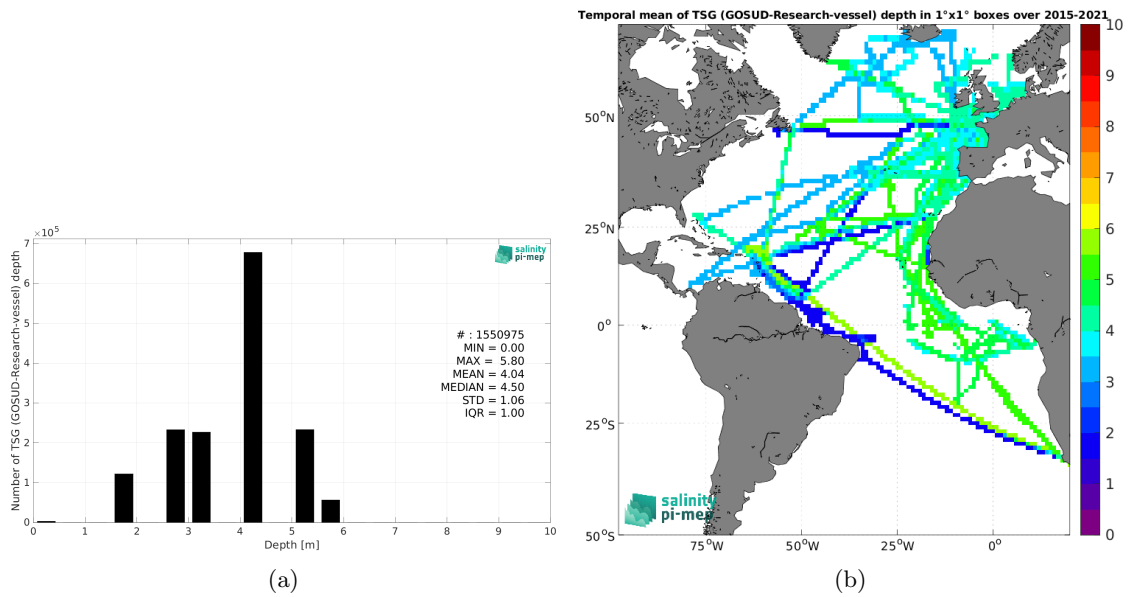 Temporal mean of TSG (GOSUD-Research-vessel) depth in 1°x1° boxes over 2015-2021
×10⁵
7
6
5
4
3
2
1
0
Number of TSG (GOSUD-Research-vessel) depth
salinity
pi-mep
# : 1550975
MIN = 0.00
MAX = 5.80
MEAN = 4.04
MEDIAN = 4.50
STD = 1.06
IQR = 1.00
0 1 2 3 4 5 6 7 8 9 10
Depth [m]
(a)
50°N
25°N
0°
25°S
50°S
75°W 50°W 25°W 0°
salinity
pi-mep
10
9
8
7
6
5
4
3
2
1
0
(b)